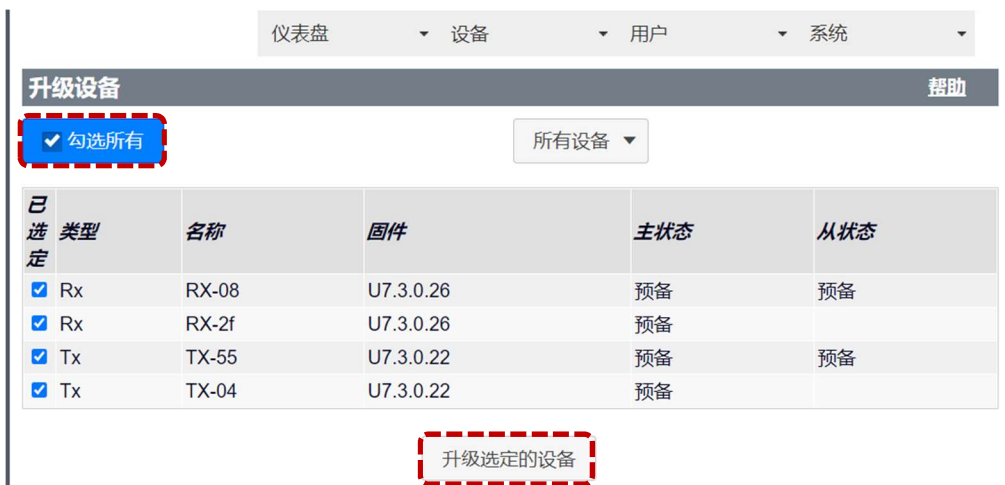 仪表盘 设备 用户 系统
升级设备 帮助
勾选所有 所有设备
已选定 类型 名称 固件 主状态 从状态
Rx RX-08 U7.3.0.26 预备 预备
Rx RX-2f U7.3.0.26 预备
Tx TX-55 U7.3.0.22 预备 预备
Tx TX-04 U7.3.0.22 预备
升级选定的设备